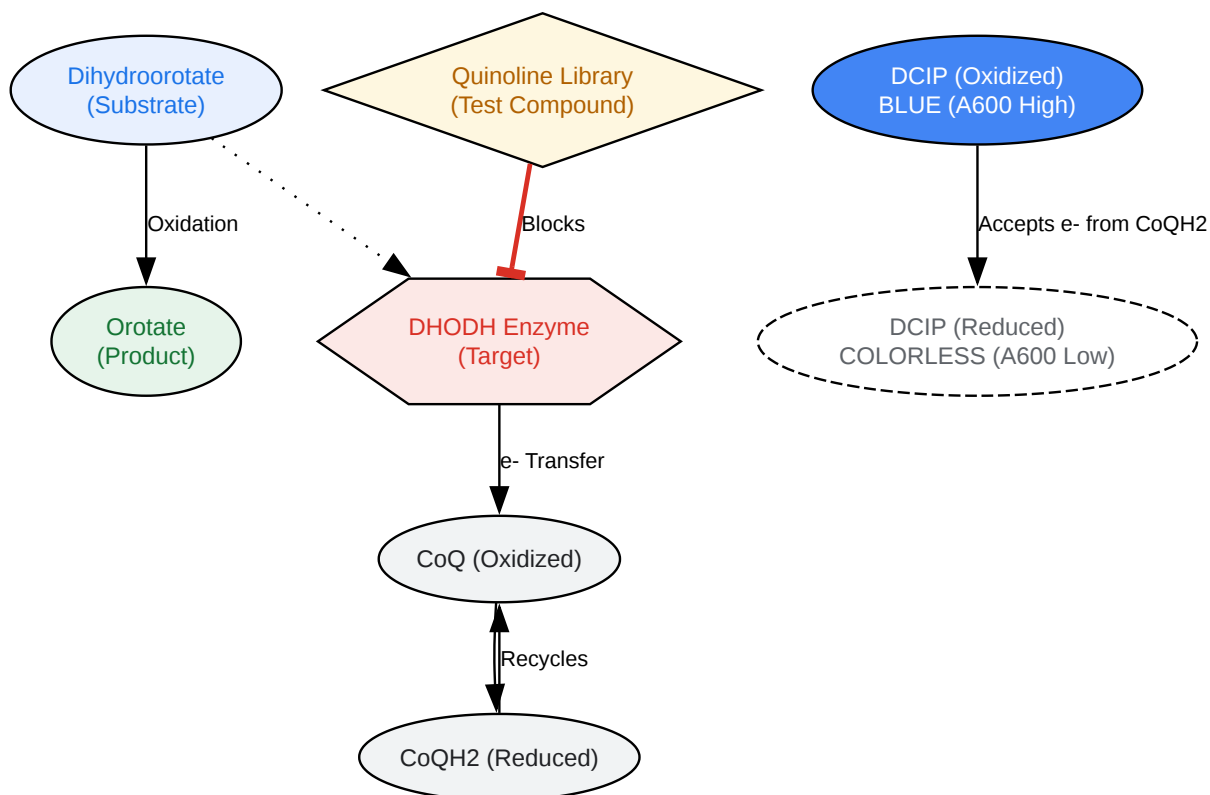 Dihydroorotate
(Substrate)
Quinoline Library
(Test Compound)
DCIP (Oxidized)
BLUE (A600 High)
Oxidation
Blocks
Accepts e- from CoQH2
Orotate
(Product)
DHODH Enzyme
(Target)
DCIP (Reduced)
COLORLESS (A600 Low)
e- Transfer
CoQ (Oxidized)
Recycles
CoQH2 (Reduced)